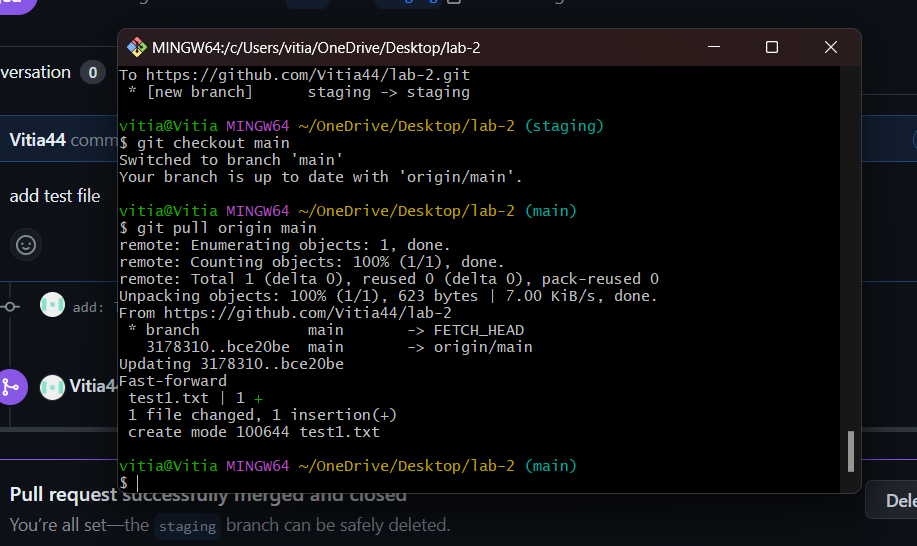 MINGW64:/c/Users/vitia/OneDrive/Desktop/lab-2
To https://github.com/Vitia44/lab-2.git
 * [new branch]      staging -> staging
versation 0
vitia@Vitia MINGW64 ~/OneDrive/Desktop/lab-2 (staging)
Vitia44 comm
$ git checkout main
Switched to branch 'main'
Your branch is up to date with 'origin/main'.
add test file
vitia@Vitia MINGW64 ~/OneDrive/Desktop/lab-2 (main)
$ git pull origin main
remote: Enumerating objects: 1, done.
remote: Counting objects: 100% (1/1), done.
remote: Total 1 (delta 0), reused 0 (delta 0), pack-reused 0
Unpacking objects: 100% (1/1), 623 bytes | 7.00 KiB/s, done.
add:
From https://github.com/Vitia44/lab-2
 * branch            main       -> FETCH_HEAD
   3178310..bce20be  main       -> origin/main
Updating 3178310..bce20be
Fast-forward
Vitia4
 test1.txt | 1 +
 1 file changed, 1 insertion(+)
 create mode 100644 test1.txt
vitia@Vitia MINGW64 ~/OneDrive/Desktop/lab-2 (main)
$
Pull request successfully merged and closed
You're all set—the staging branch can be safely deleted.
Dele